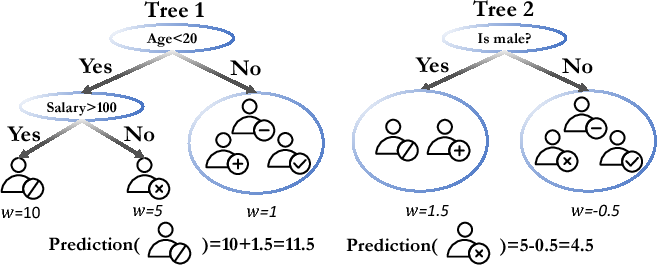 Tree 1
Tree 2
Age<20
Is male?
Yes
No
Yes
No
Salary>100
Yes
No
w=10
w=5
w=1
w=1.5
w=-0.5
Prediction( )=10+1.5=11.5
Prediction( )=5-0.5=4.5